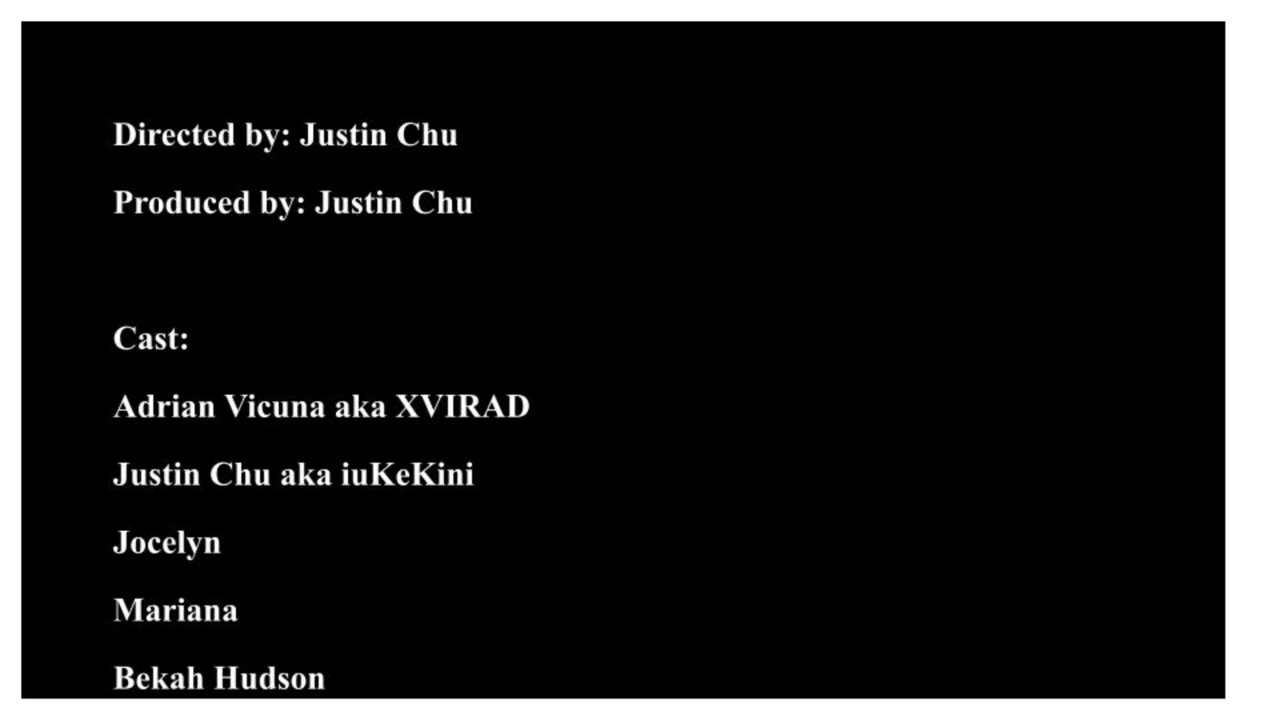 Directed by: Justin Chu
Produced by: Justin Chu
Cast:
Adrian Vicuna aka XVIRAD
Justin Chu aka iuKeKini
Jocelyn
Mariana
Bekah Hudson